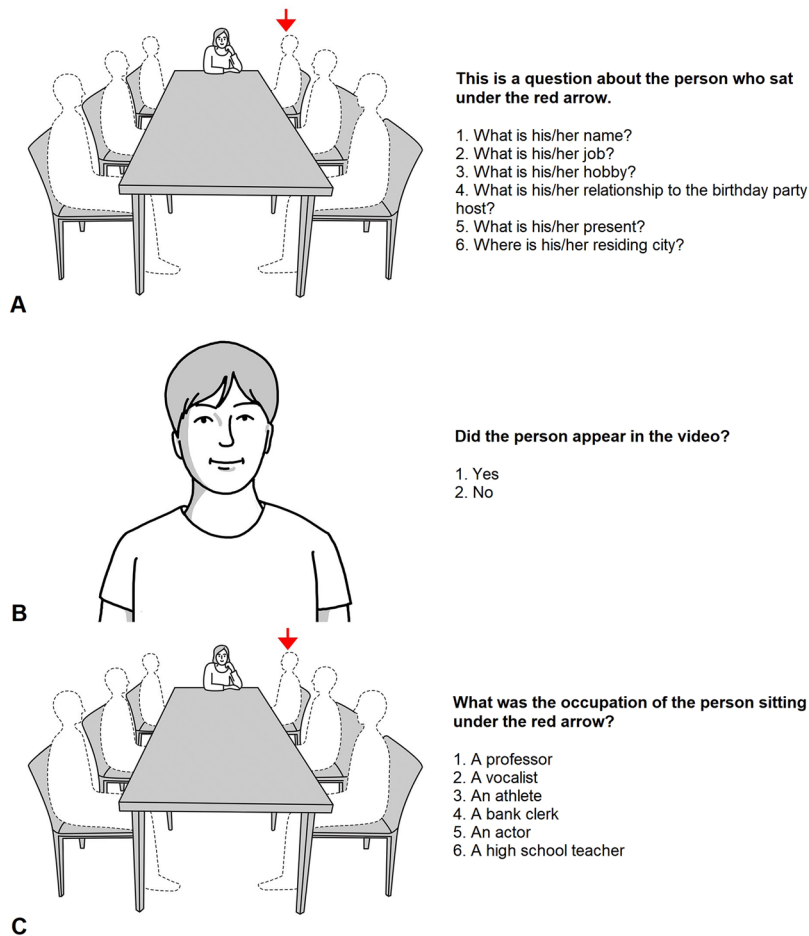 This is a question about the person who sat
under the red arrow.
1. What is his/her name?
2. What is his/her job?
3. What is his/her hobby?
4. What is his/her relationship to the birthday party
host?
5. What is his/her present?
6. Where is his/her residing city?
A
Did the person appear in the video?
1. Yes
2. No
B
What was the occupation of the person sitting
under the red arrow?
1. A professor
2. A vocalist
3. An athlete
4. A bank clerk
5. An actor
6. A high school teacher
C